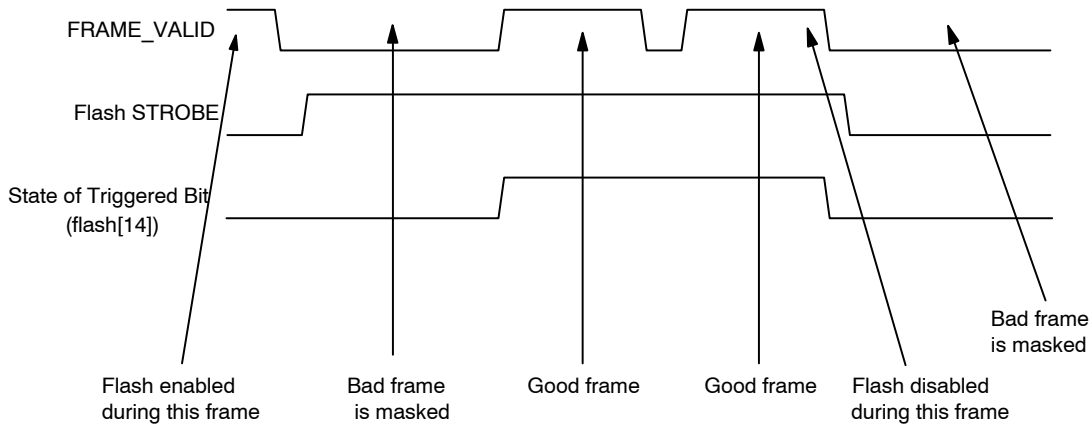 FRAME_VALID
Flash STROBE
State of Triggered Bit
(flash[14])
Bad frame
is masked
Flash enabled
during this frame
Bad frame
is masked
Good frame
Good frame
Flash disabled
during this frame